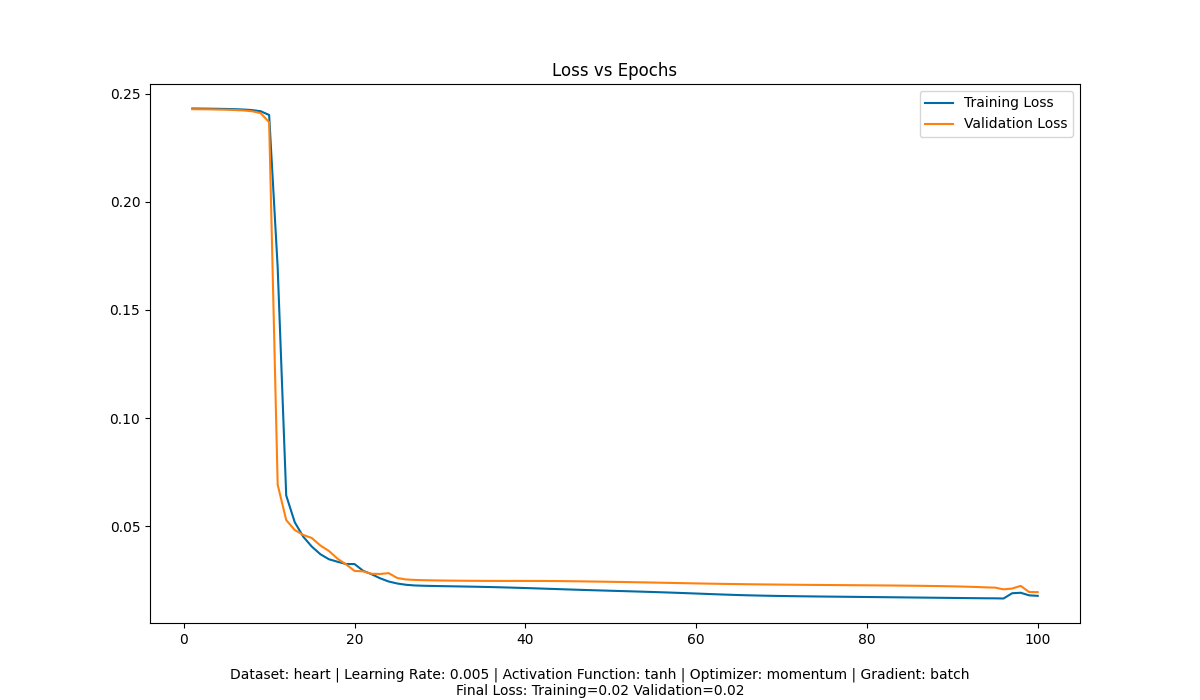 Loss vs Epochs
Training Loss
Validation Loss
0.25
0.20
0.15
0.10
0.05
0 20 40 60 80 100
Dataset: heart | Learning Rate: 0.005 | Activation Function: tanh | Optimizer: momentum | Gradient: batch
Final Loss: Training=0.02 Validation=0.02